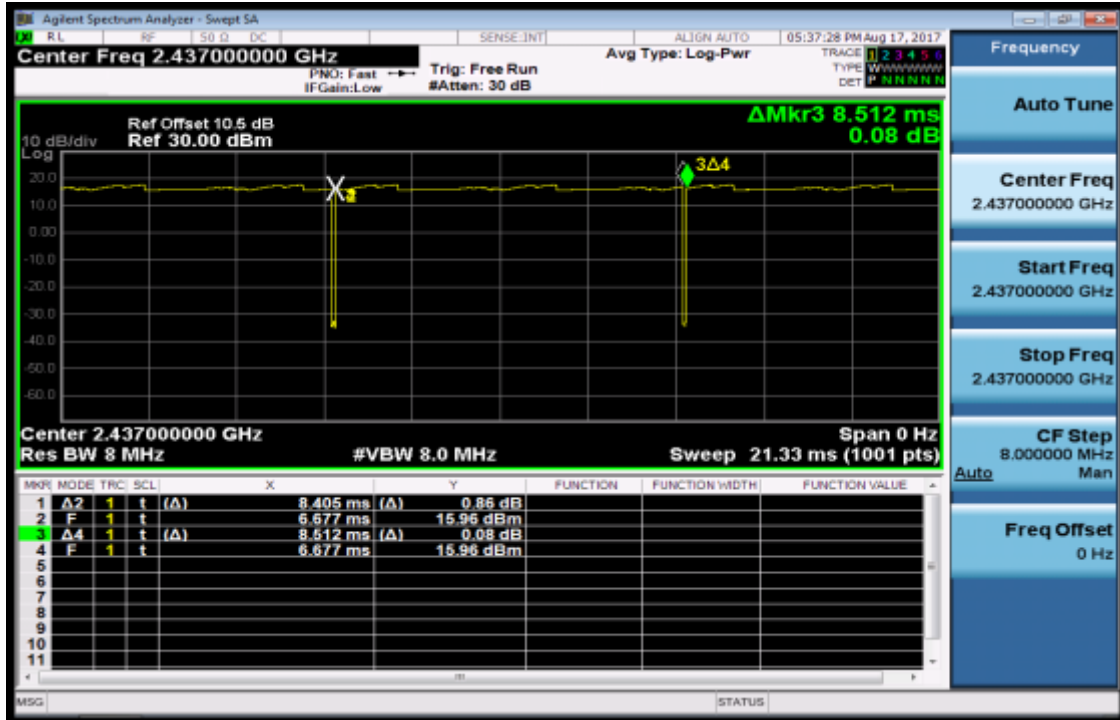 Agilent Spectrum Analyzer - Swept SA
RL RF 50 Ω DC SENSE:INT ALIGN AUTO 05:37:28 PM Aug 17, 2017
Center Freq 2.437000000 GHz
PNO: Fast
IFGain:Low
Trig: Free Run
#Atten: 30 dB
Avg Type: Log-Pwr
TRACE 1 2 3 4 5 6
TYPE WWWWWW
DET P N N N N N
ΔMkr3 8.512 ms
0.08 dB
Ref Offset 10.5 dB
10 dB/div Ref 30.00 dBm
Log
20.0
10.0
0.00
-10.0
-20.0
-30.0
-40.0
-50.0
-60.0
3Δ4
Center 2.437000000 GHz Span 0 Hz
Res BW 8 MHz #VBW 8.0 MHz Sweep 21.33 ms (1001 pts)
MKR MODE TRC SCL X Y FUNCTION FUNCTION WIDTH FUNCTION VALUE
1 Δ2 1 t (Δ) 8.405 ms (Δ) 0.86 dB
2 F 1 t 6.677 ms 15.96 dBm
3 Δ4 1 t (Δ) 8.512 ms (Δ) 0.08 dB
4 F 1 t 6.677 ms 15.96 dBm
5
6
7
8
9
10
11
MSG STATUS
Frequency
Auto Tune
Center Freq
2.437000000 GHz
Start Freq
2.437000000 GHz
Stop Freq
2.437000000 GHz
CF Step
8.000000 MHz
Auto Man
Freq Offset
0 Hz